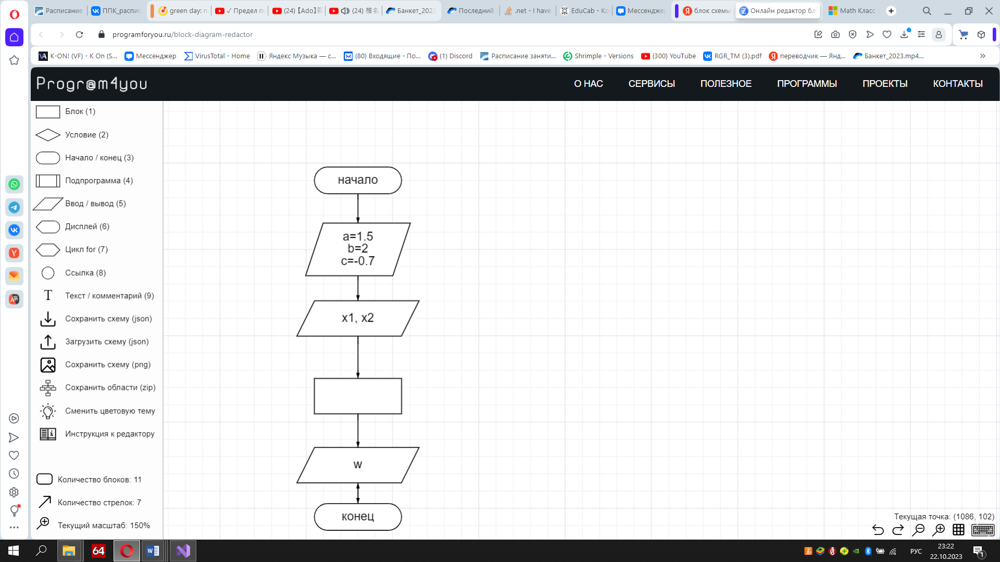 Расписание
ППК_распис
green day: п
✓ Предел по
(24)【Ado】罪
(24) 椎名
Банкет_2023
Последний
.net - I have
EduCab - Ко
Мессенджер
блок схемы
Онлайн редактор бло
Math Класс
programforyou.ru/block-diagram-redactor
K-ON! (VF) - K On (S...
Мессенджер
VirusTotal - Home
Яндекс Музыка — с...
(80) Входящие - По...
(1) Discord
Расписание заняти...
Shrimple - Versions
(300) YouTube
RGR_TM (3).pdf
переводчик — Янд...
Банкет_2023.mp4...
Progr@m4you
О НАС
СЕРВИСЫ
ПОЛЕЗНОЕ
ПРОГРАММЫ
ПРОЕКТЫ
КОНТАКТЫ
Блок (1)
Условие (2)
Начало / конец (3)
Подпрограмма (4)
Ввод / вывод (5)
Дисплей (6)
Цикл for (7)
Ссылка (8)
Текст / комментарий (9)
Сохранить схему (json)
Загрузить схему (json)
Сохранить схему (png)
Сохранить области (zip)
Сменить цветовую тему
Инструкция к редактору
Количество блоков: 11
Количество стрелок: 7
Текущий масштаб: 150%
начало
a=1.5
b=2
c=-0.7
x1, x2
w
конец
Текущая точка: (1086, 102)
64
РУС
23:22
22.10.2023
1